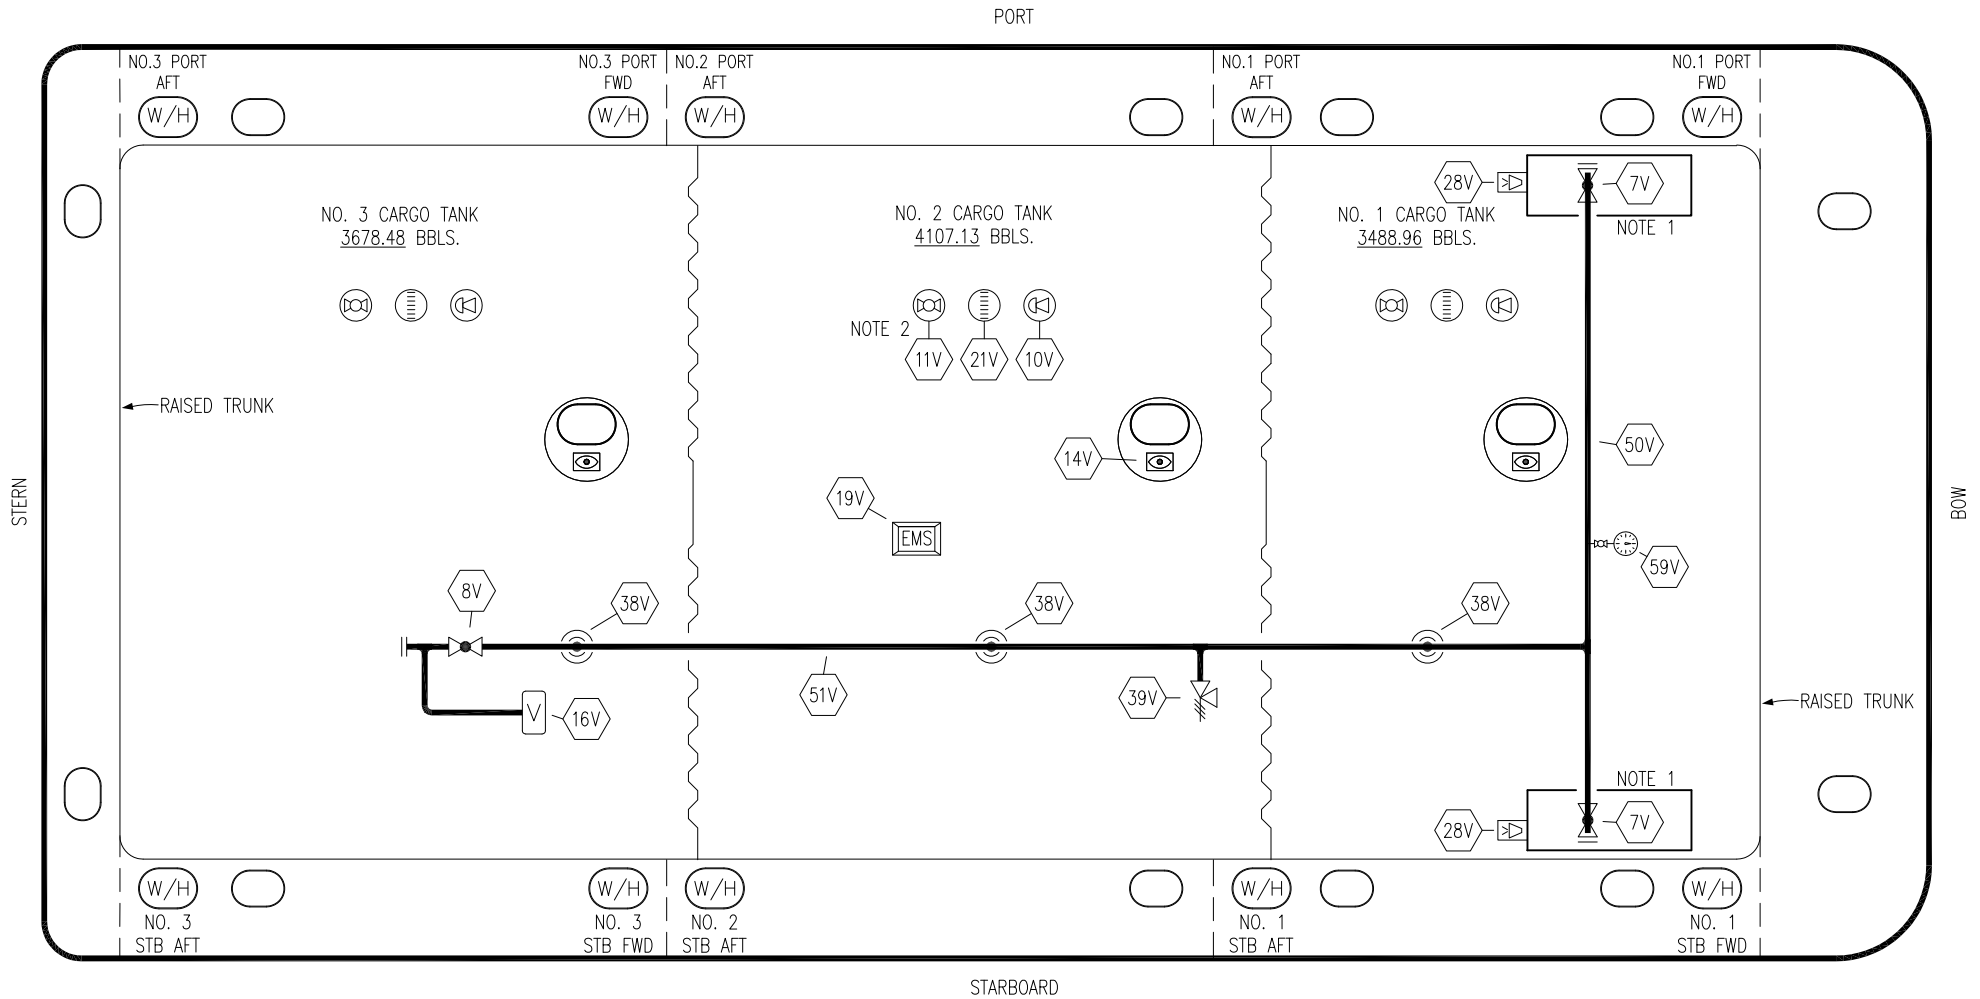 PORT
NO.3 PORT
AFT
W/H
NO.3 PORT
FWD
W/H
NO.2 PORT
AFT
W/H
NO.1 PORT
AFT
W/H
NO.1 PORT
FWD
W/H
NO. 3 CARGO TANK
3678.48 BBLS.
NO. 2 CARGO TANK
4107.13 BBLS.
NO. 1 CARGO TANK
3488.96 BBLS.
28V
7V
NOTE 1
NOTE 2
11V
21V
10V
RAISED TRUNK
14V
50V
STERN
19V
EMS
BOW
59V
8V
38V
38V
38V
51V
39V
16V
RAISED TRUNK
NOTE 1
28V
7V
W/H
NO. 3
STB AFT
W/H
NO. 3
STB FWD
W/H
NO. 2
STB AFT
W/H
NO. 1
STB AFT
W/H
NO. 1
STB FWD
V
STARBOARD